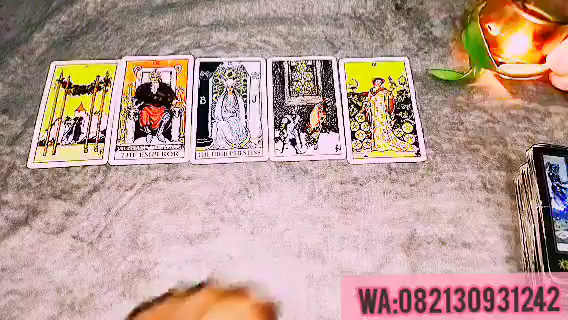 THE EMPEROR
THE HIGH PRIESTESS
WA:082130931242